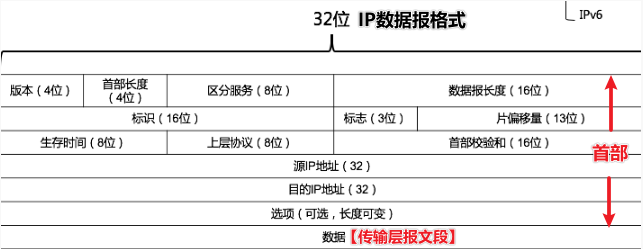 IPv6
32位 IP数据报格式
版本（4位） 首部长度（4位） 区分服务（8位） 数据报长度（16位）
标识（16位） 标志（3位） 片偏移量（13位）
生存时间（8位） 上层协议（8位） 首部校验和（16位）
首部
源IP地址（32）
目的IP地址（32）
选项（可选，长度可变）
数据【传输层报文段】